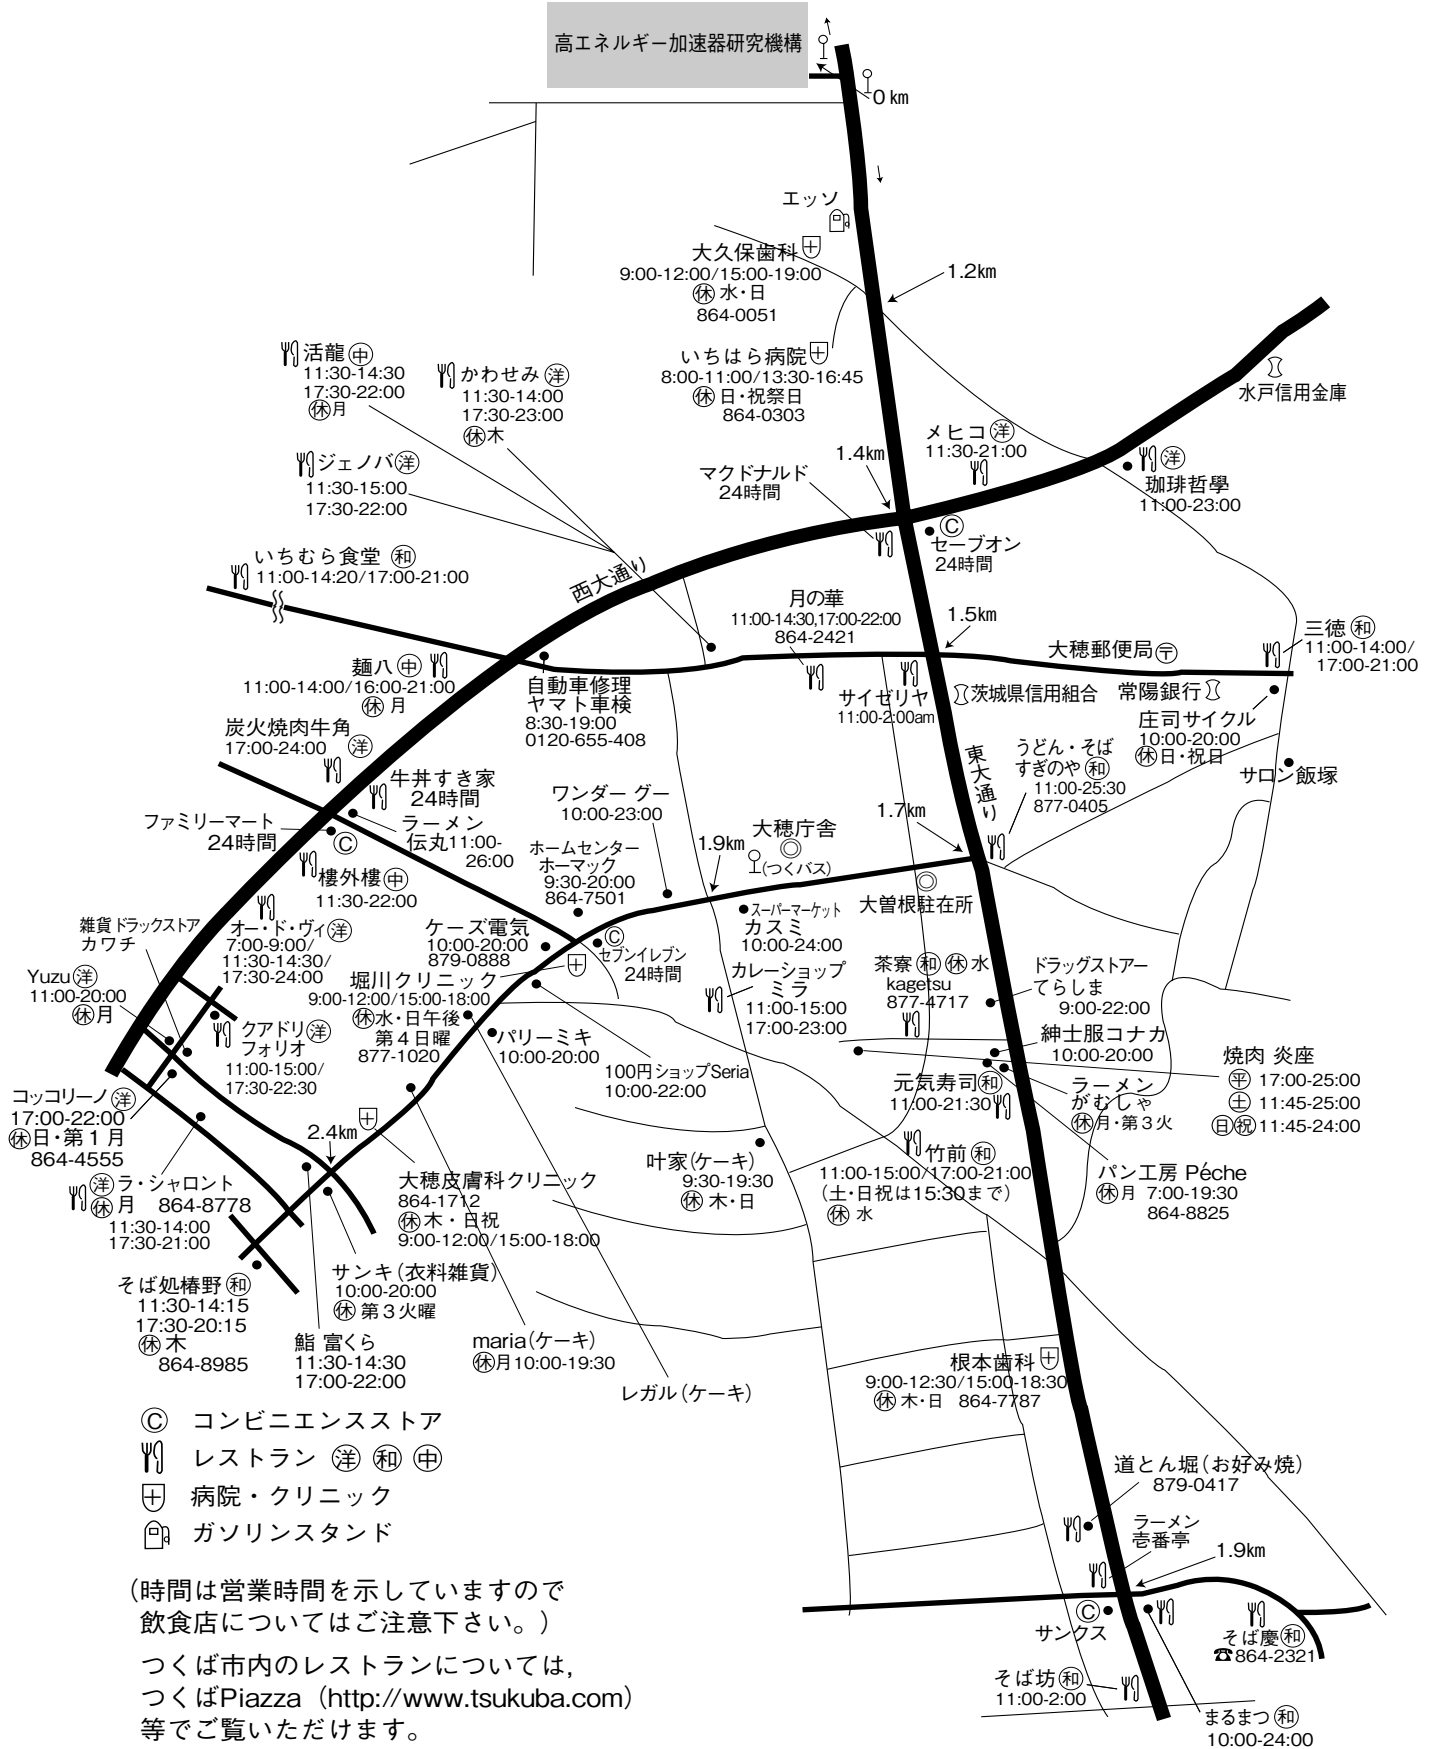 高エネルギー加速器研究機構
0 km
エッソ
大久保歯科
9:00-12:00/15:00-19:00
休 水・日
864-0051
1.2km
いちはら病院
8:00-11:00/13:30-16:45
休 日・祝祭日
864-0303
活龍 中
11:30-14:30
17:30-22:00
休 月
かわせみ 洋
11:30-14:00
17:30-23:00
休 木
ジェノバ 洋
11:30-15:00
17:30-22:00
水戸信用金庫
メヒコ 洋
11:30-21:00
1.4km
マクドナルド
24時間
洋
珈琲哲學
11:00-23:00
C
セーブオン
24時間
いちむら食堂 和
11:00-14:20/17:00-21:00
西大通り
月の華
11:00-14:30,17:00-22:00
864-2421
1.5km
大穂郵便局 〒
三徳 和
11:00-14:00/
17:00-21:00
麺八 中
11:00-14:00/16:00-21:00
休 月
自動車修理
ヤマト車検
8:30-19:00
0120-655-408
サイゼリヤ
11:00-2:00am
茨城県信用組合
常陽銀行
庄司サイクル
10:00-20:00
休 日・祝日
サロン飯塚
炭火焼肉牛角
17:00-24:00 洋
牛丼すき家
24時間
東大通り
うどん・そば
すぎのや 和
11:00-25:30
877-0405
ファミリーマート
24時間
C
ラーメン
伝丸11:00-
26:00
ワンダー グー
10:00-23:00
1.7km
大穂庁舎
◎
(つくバス)
1.9km
ホームセンター
ホーマック
9:30-20:00
864-7501
樓外樓 中
11:30-22:00
大曽根駐在所
スーパーマーケット
カスミ
10:00-24:00
雑貨 ドラックストア
カワチ
オー・ド・ヴィ 洋
7:00-9:00/
11:30-14:30/
17:30-24:00
ケーズ電気
10:00-20:00
879-0888
C
セブンイレブン
24時間
Yuzu 洋
11:00-20:00
休 月
堀川クリニック
9:00-12:00/15:00-18:00
休 水・日午後
第４日曜
877-1020
カレーショップ
ミラ
11:00-15:00
17:00-23:00
茶寮 和 休 水
kagetsu
877-4717
ドラッグストアー
てらしま
9:00-22:00
クアドリ 洋
フォリオ
11:00-15:00/
17:30-22:30
パリーミキ
10:00-20:00
100円ショップSeria
10:00-22:00
紳士服コナカ
10:00-20:00
焼肉 炎座
平 17:00-25:00
土 11:45-25:00
日 祝 11:45-24:00
コッコリーノ 洋
17:00-22:00
休 日・第１月
864-4555
元気寿司 和
11:00-21:30
ラーメン
がむしゃ
休 月・第３火
2.4km
叶家(ケーキ)
9:30-19:30
休 木・日
竹前 和
11:00-15:00/17:00-21:00
(土・日祝は15:30まで)
休 水
パン工房 Péche
休 月 7:00-19:30
864-8825
洋 ラ・シャロント 864-8778
休 月
11:30-14:00
17:30-21:00
大穂皮膚科クリニック
864-1712
休 木・日祝
9:00-12:00/15:00-18:00
そば処椿野 和
11:30-14:15
17:30-20:15
休 木
864-8985
サンキ(衣料雑貨)
10:00-20:00
休 第３火曜
鮨 富くら
11:30-14:30
17:00-22:00
maria(ケーキ)
休 月10:00-19:30
レガル(ケーキ)
根本歯科
9:00-12:30/15:00-18:30
休 木・日 864-7787
C コンビニエンスストア
レストラン 洋 和 中
病院・クリニック
ガソリンスタンド
道とん堀(お好み焼)
879-0417
ラーメン
壱番亭
1.9km
C
サンクス
そば慶 和
☎864-2321
そば坊 和
11:00-2:00
まるまつ 和
10:00-24:00
(時間は営業時間を示していますので
飲食店についてはご注意下さい。)
つくば市内のレストランについては,
つくばPiazza（http://www.tsukuba.com）
等でご覧いただけます。